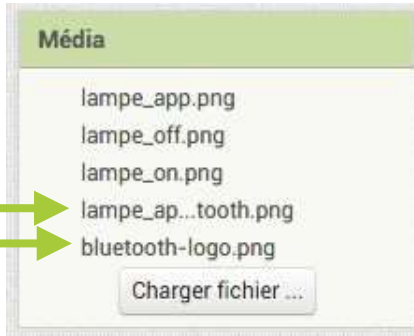 Média
lampe_app.png
lampe_off.png
lampe_on.png
lampe_ap...tooth.png
bluetooth-logo.png
Charger fichier ...